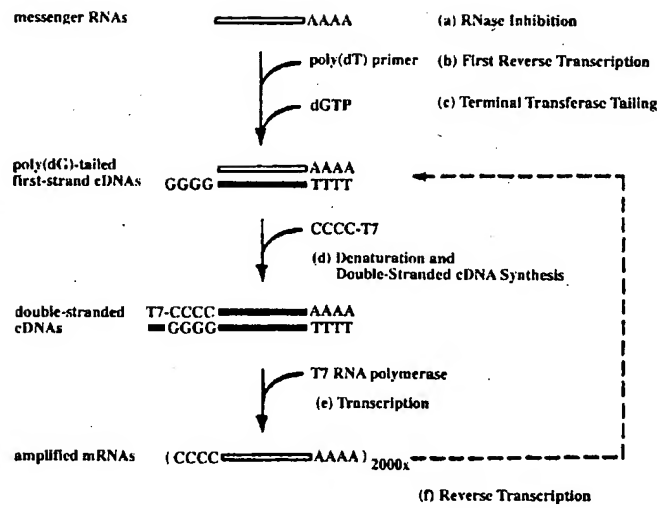 messenger RNAs AAAA (a) RNase Inhibition
poly(dT) primer (b) First Reverse Transcription
dGTP (c) Terminal Transferase Tailing
poly(dG)-tailed AAAA
first-strand cDNAs GGGG TTTT
CCCC-T7
(d) Denaturation and
Double-Stranded cDNA Synthesis
double-stranded T7-CCCC AAAA
cDNAs GGGG TTTT
T7 RNA polymerase
(e) Transcription
amplified mRNAs (CCCC AAAA) 2000x
(f) Reverse Transcription